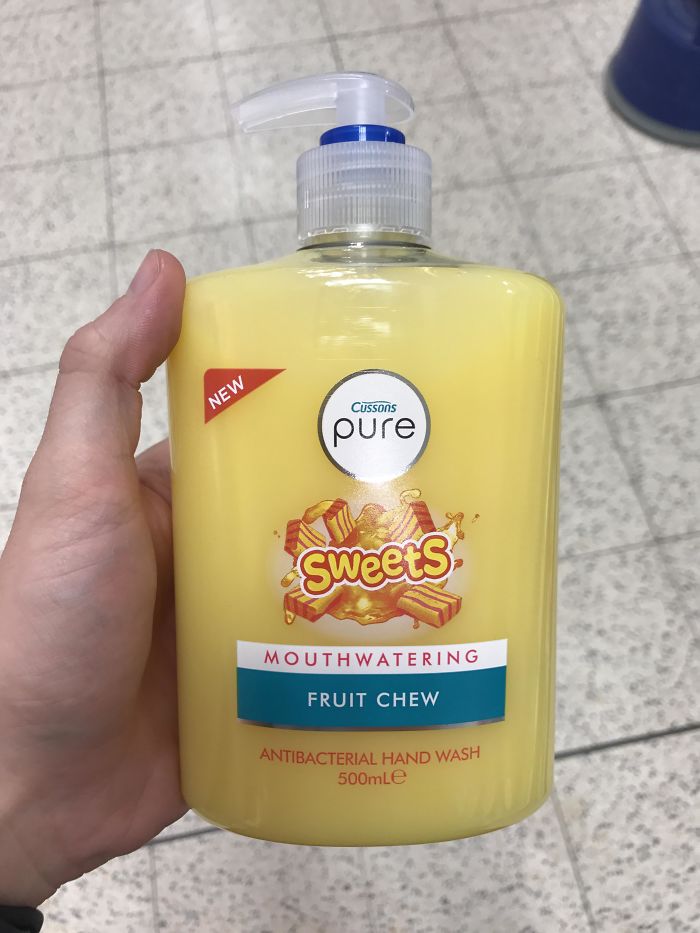 NEW
Cussons
pure
Sweets
MOUTHWATERING
FRUIT CHEW
ANTIBACTERIAL HAND WASH
500mL℮